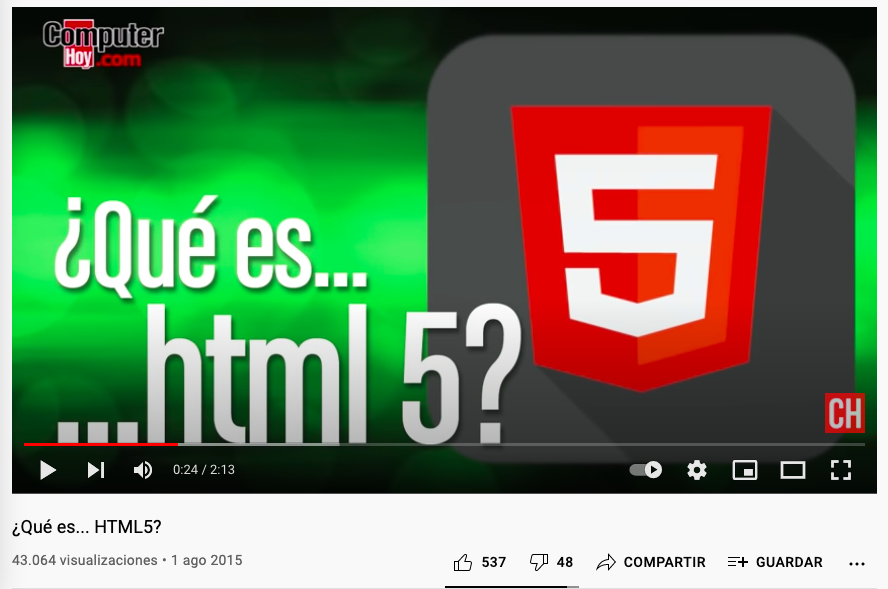 Computer
Hoy.com
¿Qué es...
...html 5?
5
CH
0:24 / 2:13
¿Qué es... HTML5?
43.064 visualizaciones • 1 ago 2015
537
48
COMPARTIR
GUARDAR